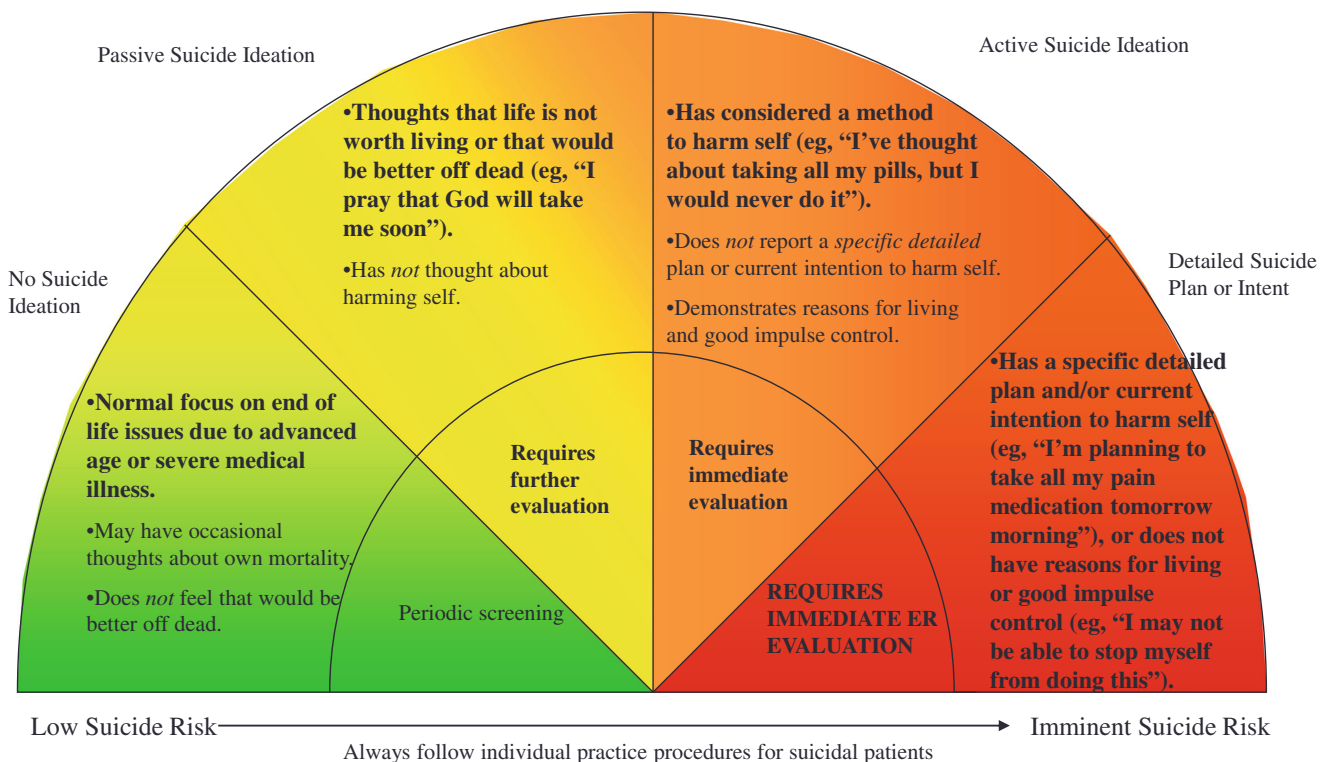 Passive Suicide Ideation
Active Suicide Ideation
No Suicide
Ideation
Detailed Suicide
Plan or Intent
•Normal focus on end of
life issues due to advanced
age or severe medical
illness.
•May have occasional
thoughts about own mortality.
•Does not feel that would be
better off dead.
Periodic screening
•Thoughts that life is not
worth living or that would
be better off dead (eg, “I
pray that God will take
me soon”).
•Has not thought about
harming self.
Requires
further
evaluation
•Has considered a method
to harm self (eg, “I’ve thought
about taking all my pills, but I
would never do it”).
•Does not report a specific detailed
plan or current intention to harm self.
•Demonstrates reasons for living
and good impulse control.
Requires
immediate
evaluation
•Has a specific detailed
plan and/or current
intention to harm self
(eg, “I’m planning to
take all my pain
medication tomorrow
morning”), or does not
have reasons for living
or good impulse
control (eg, “I may not
be able to stop myself
from doing this”).
REQUIRES
IMMEDIATE ER
EVALUATION
Low Suicide Risk
Imminent Suicide Risk
Always follow individual practice procedures for suicidal patients